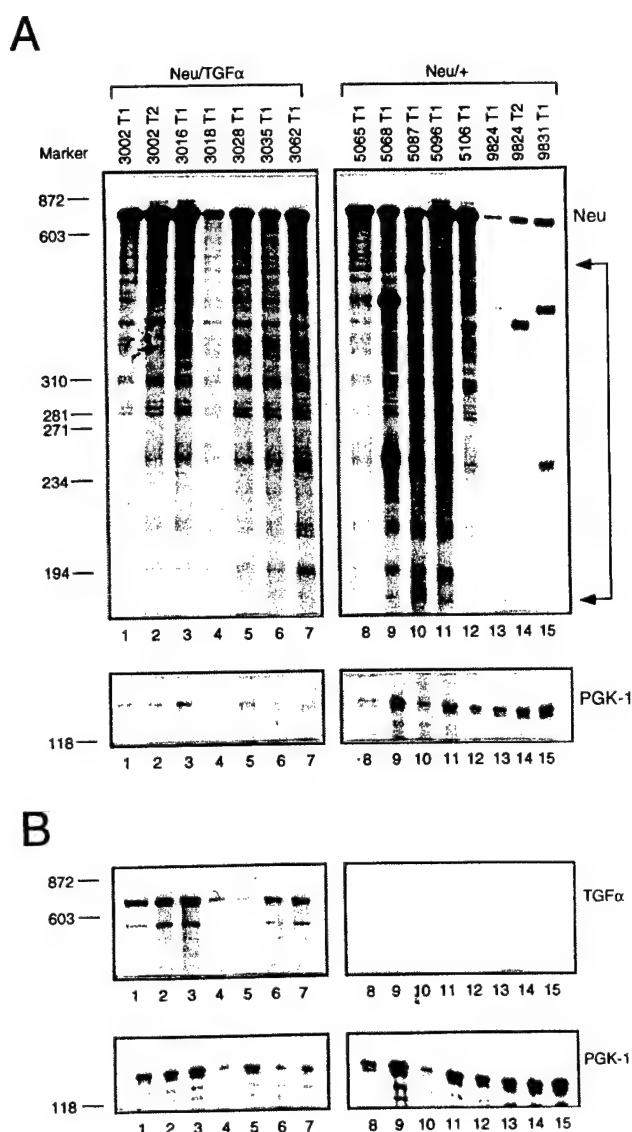 A
Neu/TGFα Neu/+
Marker 3002 T1 3002 T2 3016 T1 3018 T1 3028 T1 3035 T1 3062 T1 5065 T1 5068 T1 5087 T1 5096 T1 5106 T1 9824 T1 9824 T2 9831 T1
872
Neu
603
310
281
271
234
194
1 2 3 4 5 6 7 8 9 10 11 12 13 14 15
PGK-1
118
1 2 3 4 5 6 7 8 9 10 11 12 13 14 15
B
872
TGFα
603
1 2 3 4 5 6 7 8 9 10 11 12 13 14 15
PGK-1
118
1 2 3 4 5 6 7 8 9 10 11 12 13 14 15